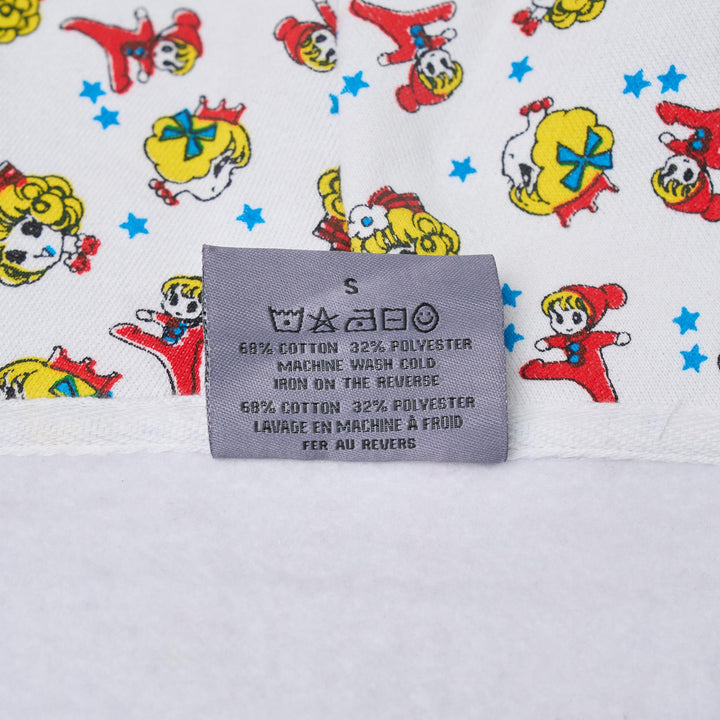 S
68% COTTON 32% POLYESTER
MACHINE WASH COLD
IRON ON THE REVERSE
68% COTTON 32% POLYESTER
LAVAGE EN MACHINE À FROID
FER AU REVERS